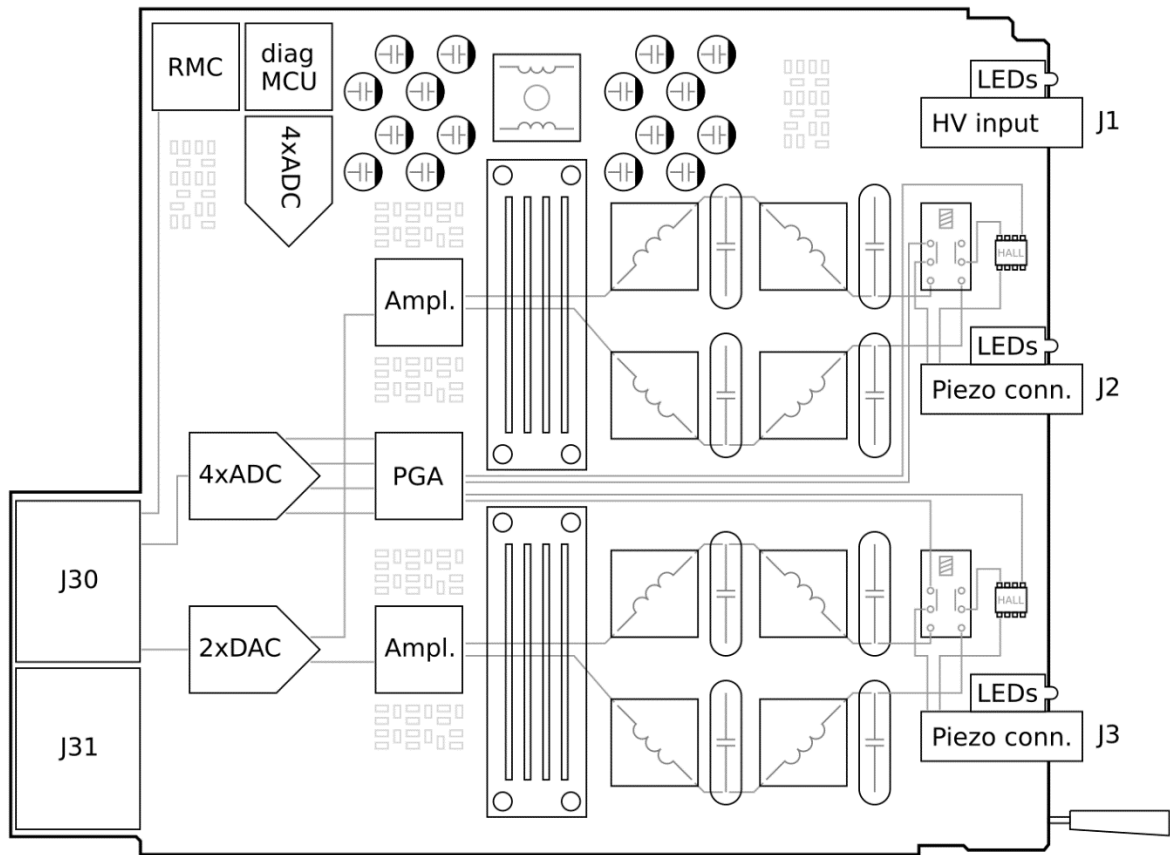 RMC
diag
MCU
4xADC
LEDs
HV input
J1
HALL
Ampl.
LEDs
Piezo conn.
J2
4xADC
PGA
J30
HALL
2xDAC
Ampl.
LEDs
Piezo conn.
J3
J31